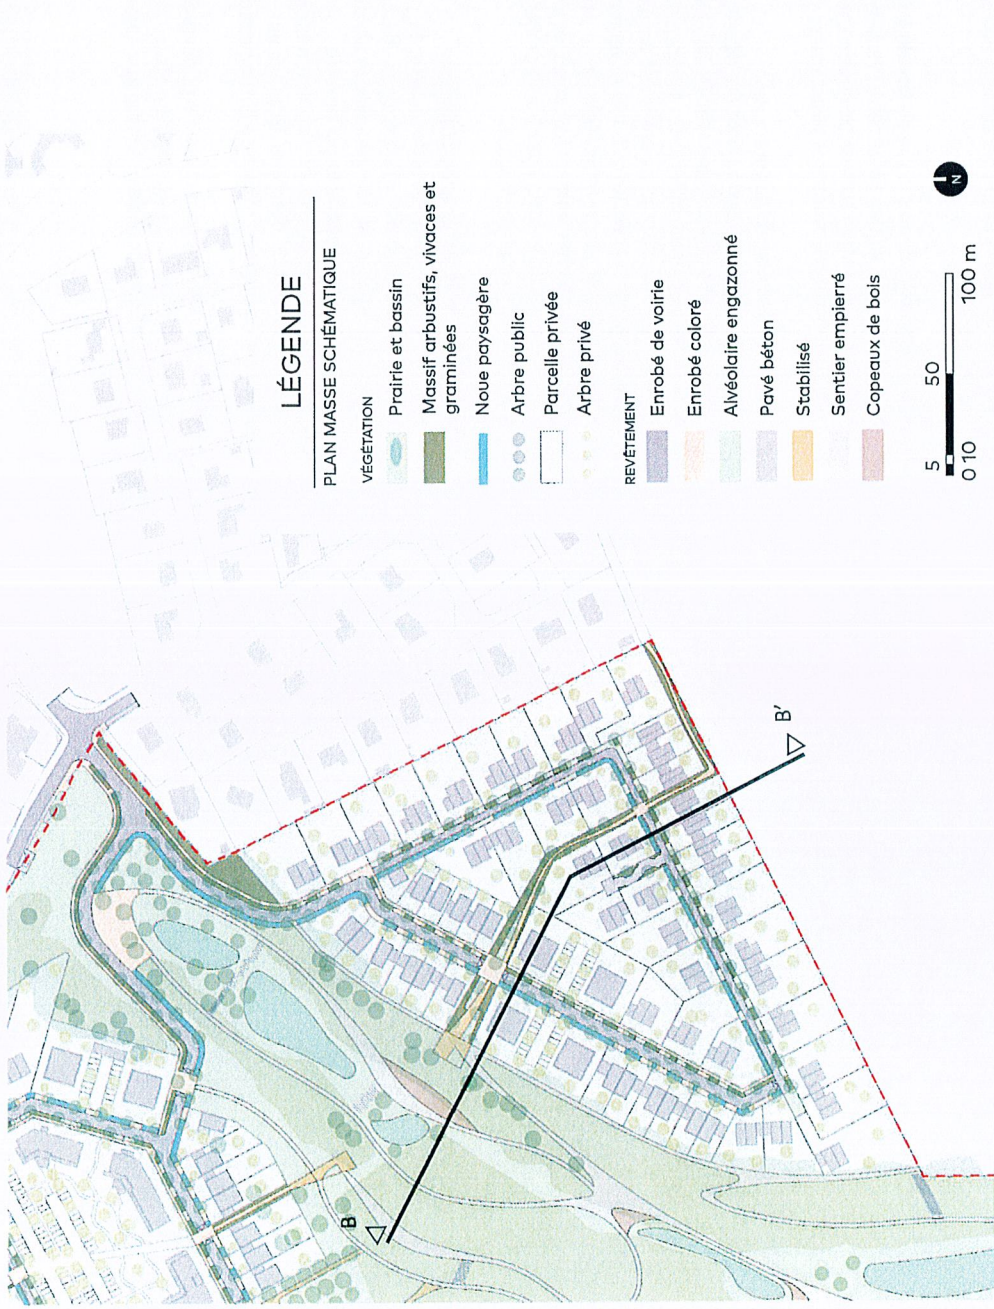 LÉGENDE
PLAN MASSE SCHÉMATIQUE
VÉGÉTATION
Prairie et bassin
Massif arbustifs, vivaces et
graminées
Noue paysagère
Arbre public
Parcelle privée
Arbre privé
REVÊTEMENT
Enrobé de voirie
Enrobé coloré
Alvéolaire engazonné
Pavé béton
Stabilisé
Sentier empierré
Copeaux de bois
5 50
0 10 100 m
N
B
B'